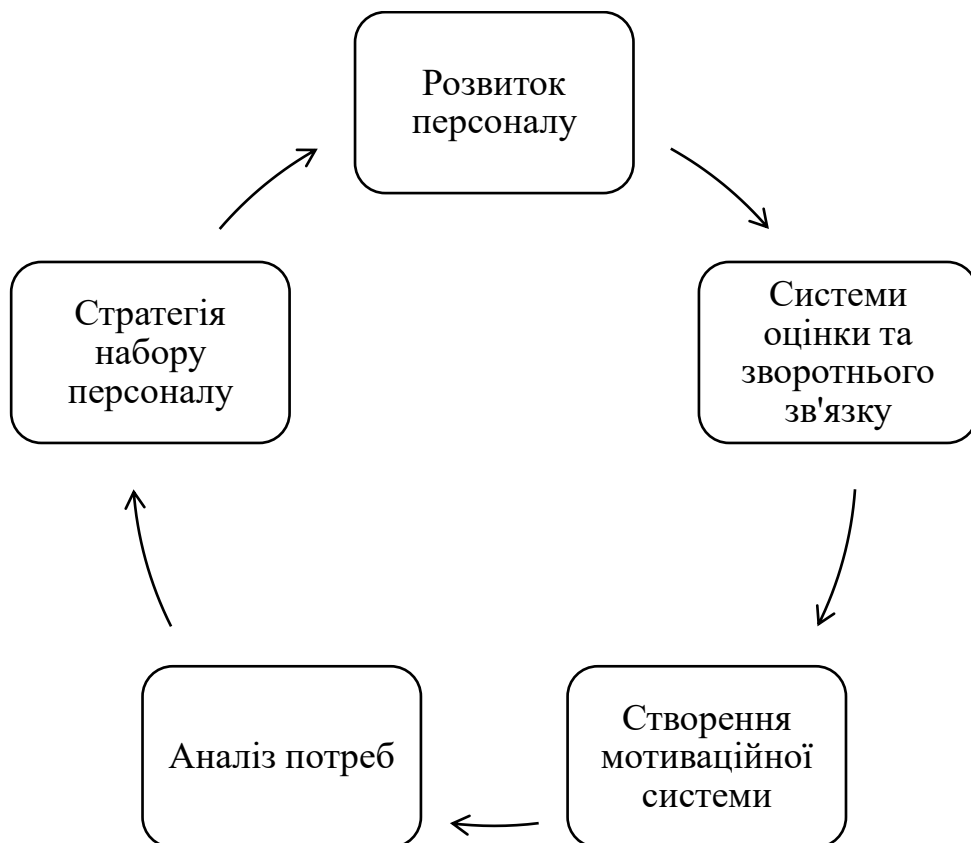 Розвиток
персоналу
Стратегія
набору
персоналу
Системи
оцінки та
зворотнього
зв'язку
Аналіз потреб
Створення
мотиваційної
системи